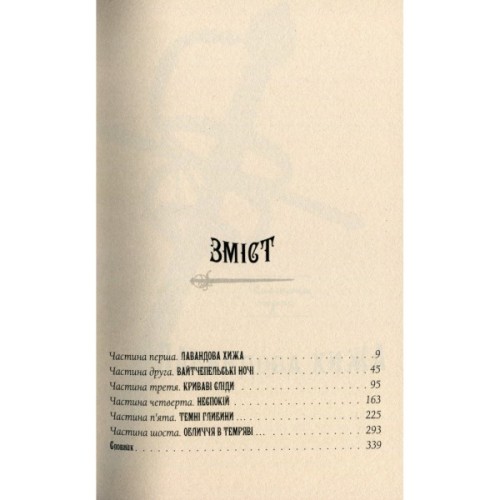 ЗМІСТ
Частина перша. ЛАВАНДОВА ХИЖА . . . . . . . . . . . . . . . . . . . . 9
Частина друга. ВАЙТЧЕПЕЛЬСЬКІ НОЧІ . . . . . . . . . . . . . . . . . 45
Частина третя. КРИВАВІ СЛІДИ . . . . . . . . . . . . . . . . . . . . 95
Частина четверта. НЕСПОКІЙ . . . . . . . . . . . . . . . . . . . . 163
Частина п'ята. ТЕМНІ ГЛИБИНИ . . . . . . . . . . . . . . . . . . . . 225
Частина шоста. ОБЛИЧЧЯ В ТЕМРЯВІ . . . . . . . . . . . . . . . . . . 293
Словник . . . . . . . . . . . . . . . . . . . . . . . . . . . . 339